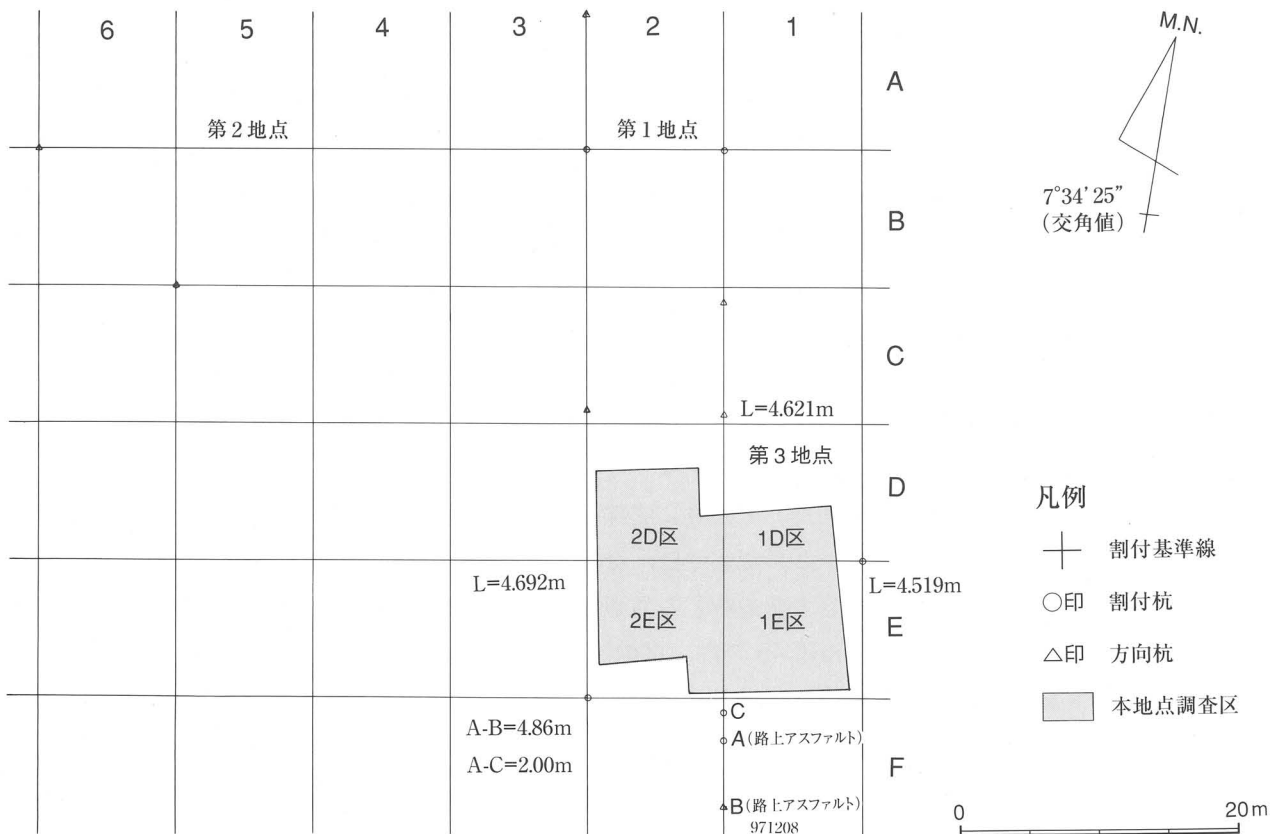 6 5 4 3 2 1
M.N.
A
第2地点 第1地点
7°34'25"
(交角値)
B
C
L=4.621m
第3地点
D
凡例
2D区 1D区
割付基準線
L=4.692m
L=4.519m
○印 割付杭
2E区 1E区
E
△印 方向杭
本地点調査区
C
A-B=4.86m
A(路上アスファルト)
A-C=2.00m
F
B(路上アスファルト)
971208
0 20m